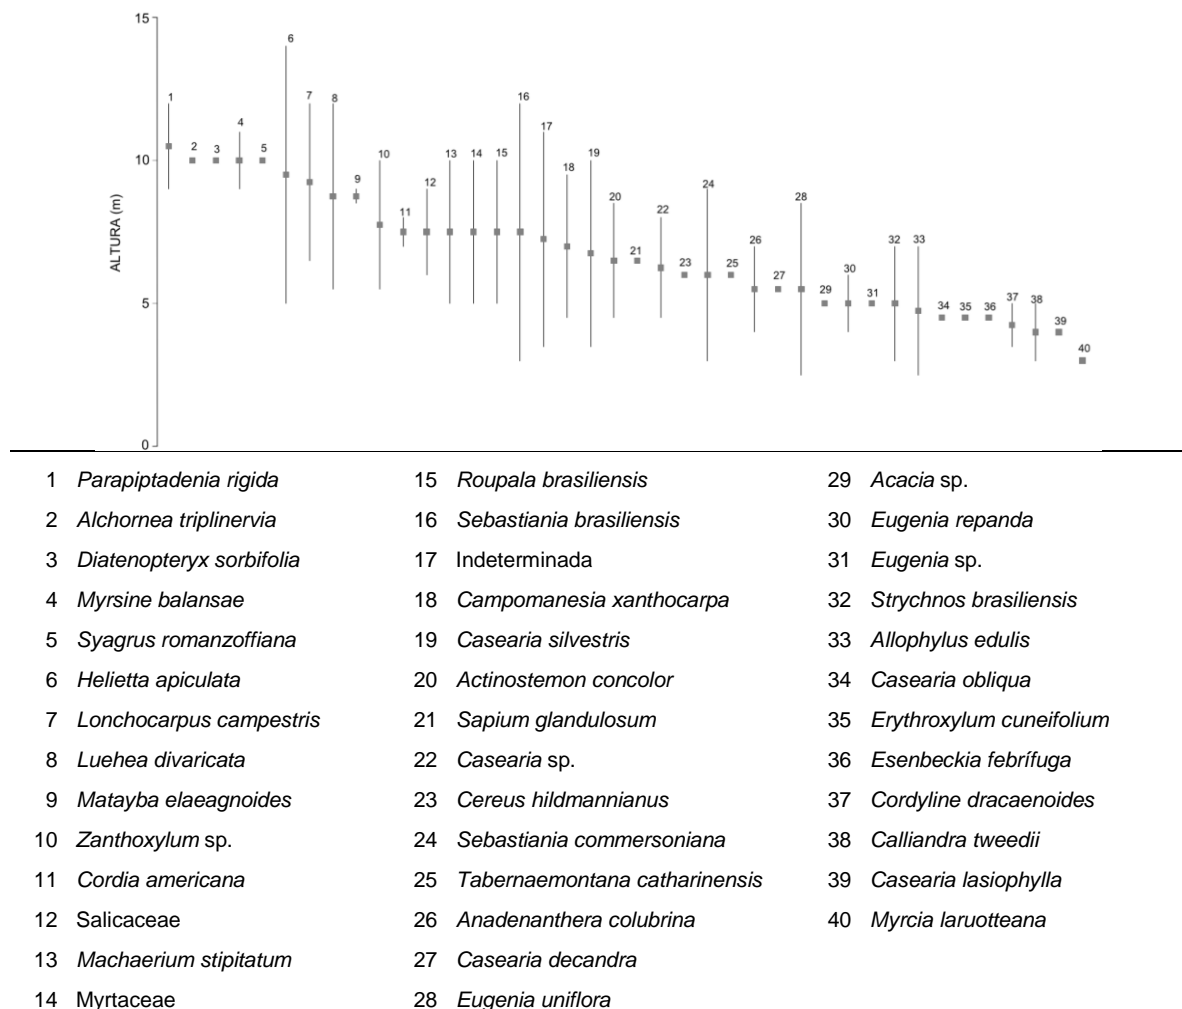 15
6
7
8
16
1
17
4
2
3
5
10
10
13
14
15
19
18
9
12
24
20
28
11
22
21
23
25
26
32
33
27
30
29
31
37
38
34
35
36
39
5
40
0
ALTURA (m)
1 Parapiptadenia rigida
2 Alchornea triplinervia
3 Diatenopteryx sorbifolia
4 Myrsine balansae
5 Syagrus romanzoffiana
6 Helietta apiculata
7 Lonchocarpus campestris
8 Luehea divaricata
9 Matayba elaeagnoides
10 Zanthoxylum sp.
11 Cordia americana
12 Salicaceae
13 Machaerium stipitatum
14 Myrtaceae
15 Roupala brasiliensis
16 Sebastiania brasiliensis
17 Indeterminada
18 Campomanesia xanthocarpa
19 Casearia silvestris
20 Actinostemon concolor
21 Sapium glandulosum
22 Casearia sp.
23 Cereus hildmannianus
24 Sebastiania commersoniana
25 Tabernaemontana catharinensis
26 Anadenanthera colubrina
27 Casearia decandra
28 Eugenia uniflora
29 Acacia sp.
30 Eugenia repanda
31 Eugenia sp.
32 Strychnos brasiliensis
33 Allophylus edulis
34 Casearia obliqua
35 Erythroxylum cuneifolium
36 Esenbeckia febrífuga
37 Cordyline dracaenoides
38 Calliandra tweedii
39 Casearia lasiophylla
40 Myrcia laruotteana